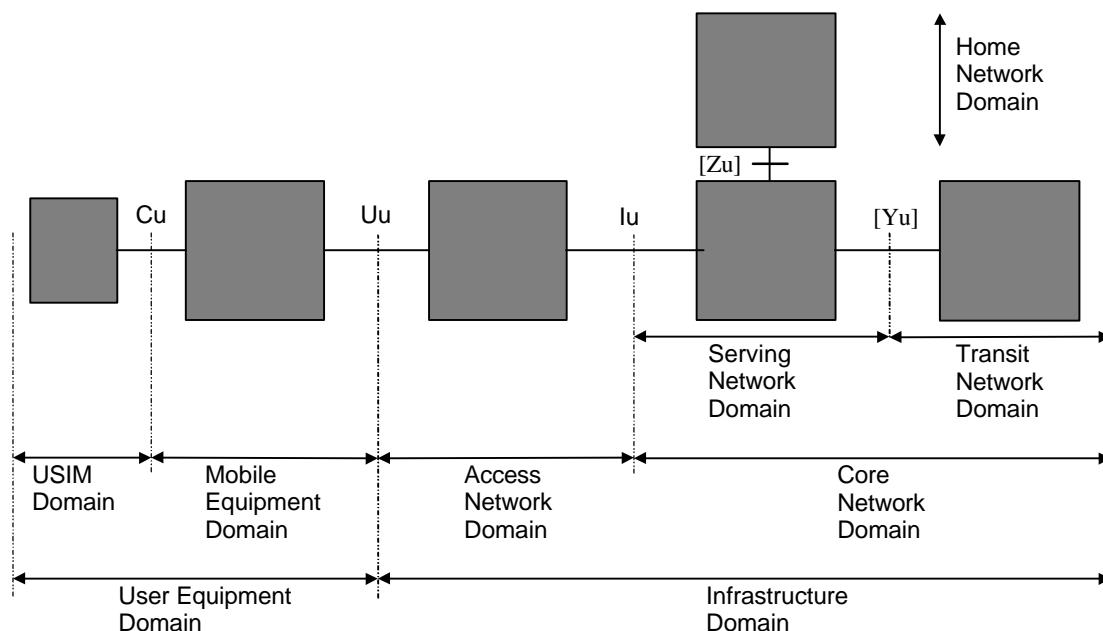 Home
Network
Domain
[Zu]
Cu
Uu
Iu
[Yu]
Serving
Network
Domain
Transit
Network
Domain
USIM
Domain
Mobile
Equipment
Domain
Access
Network
Domain
Core
Network
Domain
User Equipment
Domain
Infrastructure
Domain